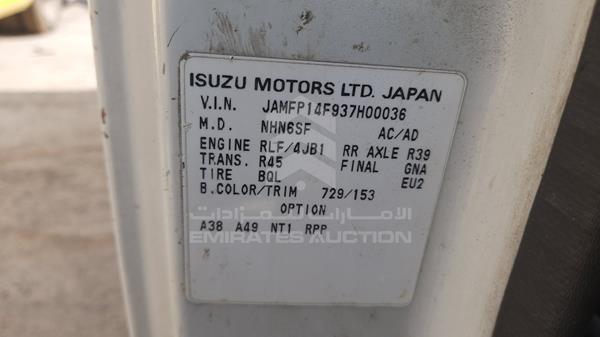 ISUZU MOTORS LTD. JAPAN
V.I.N. JAMFP14F937H00036
M.D. NHN6SF AC/AD
ENGINE RLF/4JB1 RR AXLE R39
TRANS. R45 FINAL GNA
TIRE BQL EU2
B.COLOR/TRIM 729/153
OPTION
الإمارات للمزادات
EMIRATES AUCTION
A38 A49 NT1 RPP